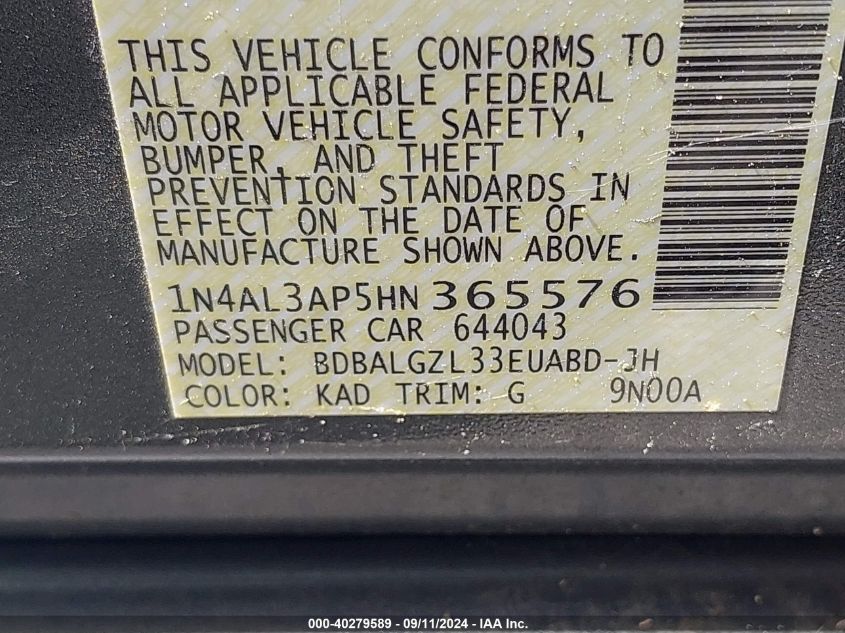 THIS VEHICLE CONFORMS TO
ALL APPLICABLE FEDERAL
MOTOR VEHICLE SAFETY,
BUMPER, AND THEFT
PREVENTION STANDARDS IN
EFFECT ON THE DATE OF
MANUFACTURE SHOWN ABOVE.
1N4AL3AP5HN 365576
PASSENGER CAR 644043
MODEL: BDBALGZL33EUABD-JH
COLOR: KAD TRIM: G 9N00A
000-40279589 - 09/11/2024 - IAA Inc.